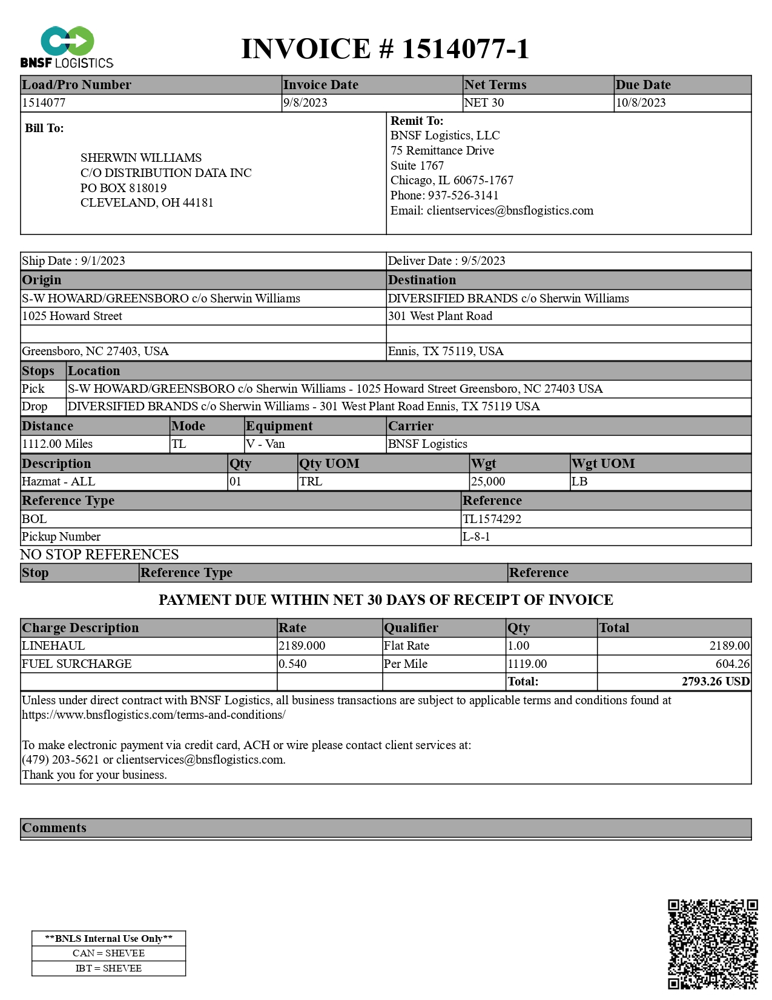 BNSF LOGISTICS
INVOICE # 1514077-1
Load/Pro Number Invoice Date Net Terms Due Date
1514077 9/8/2023 NET 30 10/8/2023
Bill To:
SHERWIN WILLIAMS
C/O DISTRIBUTION DATA INC
PO BOX 818019
CLEVELAND, OH 44181
Remit To:
BNSF Logistics, LLC
75 Remittance Drive
Suite 1767
Chicago, IL 60675-1767
Phone: 937-526-3141
Email: clientservices@bnsflogistics.com
Ship Date : 9/1/2023 Deliver Date : 9/5/2023
Origin Destination
S-W HOWARD/GREENSBORO c/o Sherwin Williams DIVERSIFIED BRANDS c/o Sherwin Williams
1025 Howard Street 301 West Plant Road
Greensboro, NC 27403, USA Ennis, TX 75119, USA
Stops Location
Pick S-W HOWARD/GREENSBORO c/o Sherwin Williams - 1025 Howard Street Greensboro, NC 27403 USA
Drop DIVERSIFIED BRANDS c/o Sherwin Williams - 301 West Plant Road Ennis, TX 75119 USA
Distance Mode Equipment Carrier
1112.00 Miles TL V - Van BNSF Logistics
Description Qty Qty UOM Wgt Wgt UOM
Hazmat - ALL 01 TRL 25,000 LB
Reference Type Reference
BOL TL1574292
Pickup Number L-8-1
NO STOP REFERENCES
Stop Reference Type Reference
PAYMENT DUE WITHIN NET 30 DAYS OF RECEIPT OF INVOICE
Charge Description Rate Qualifier Qty Total
LINEHAUL 2189.000 Flat Rate 1.00 2189.00
FUEL SURCHARGE 0.540 Per Mile 1119.00 604.26
Total: 2793.26 USD
Unless under direct contract with BNSF Logistics, all business transactions are subject to applicable terms and conditions found at
https://www.bnsflogistics.com/terms-and-conditions/
To make electronic payment via credit card, ACH or wire please contact client services at:
(479) 203-5621 or clientservices@bnsflogistics.com.
Thank you for your business.
Comments
**BNLS Internal Use Only**
CAN = SHEVEE
IBT = SHEVEE